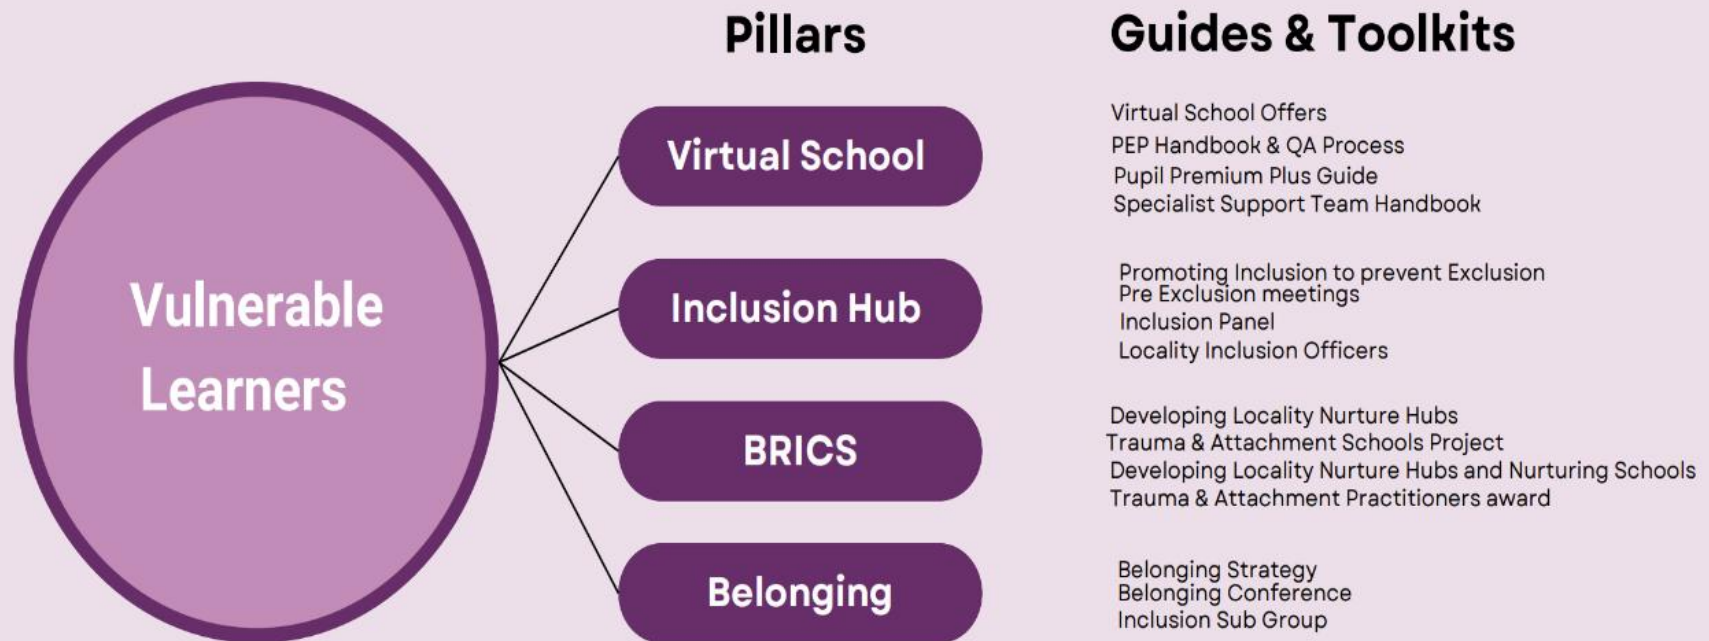 Pillars
Guides & Toolkits
Vulnerable
Learners
Virtual School
Virtual School Offers
PEP Handbook & QA Process
Pupil Premium Plus Guide
Specialist Support Team Handbook
Inclusion Hub
Promoting Inclusion to prevent Exclusion
Pre Exclusion meetings
Inclusion Panel
Locality Inclusion Officers
BRICS
Developing Locality Nurture Hubs
Trauma & Attachment Schools Project
Developing Locality Nurture Hubs and Nurturing Schools
Trauma & Attachment Practitioners award
Belonging
Belonging Strategy
Belonging Conference
Inclusion Sub Group